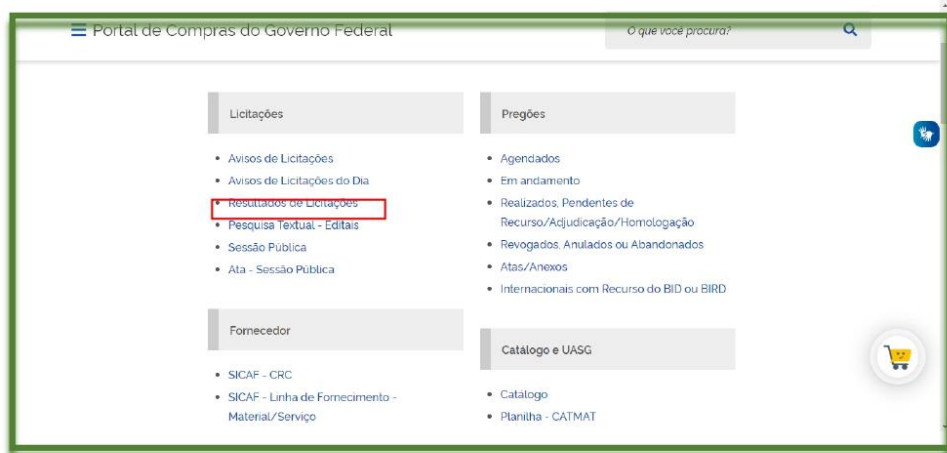 Portal de Compras do Governo Federal
O que você procura?
Licitações
Avisos de Licitações
Avisos de Licitações do Dia
Resultados de Licitações
Pesquisa Textual - Editais
Sessão Pública
Ata - Sessão Pública
Pregões
Agendados
Em andamento
Realizados, Pendentes de
Recurso/Adjudicação/Homologação
Revogados, Anulados ou Abandonados
Atas/Anexos
Internacionais com Recurso do BID ou BIRD
Fornecedor
SICAF - CRC
SICAF - Linha de Fornecimento -
Material/Serviço
Catálogo e UASG
Catálogo
Planilha - CATMAT